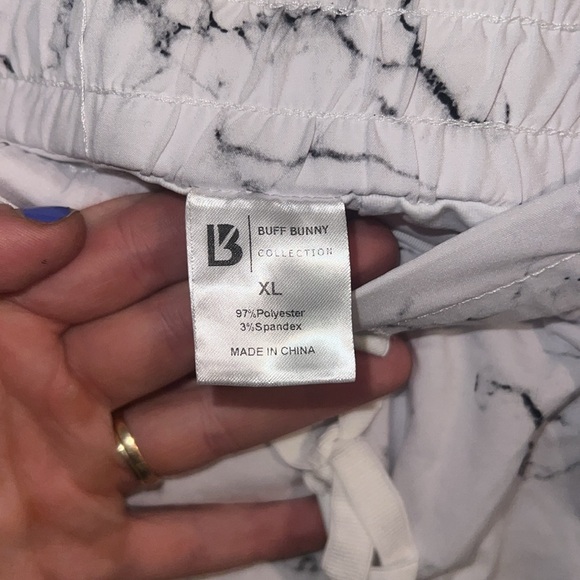 B BUFF BUNNY
COLLECTION
XL
97%Polyester
3%Spandex
MADE IN CHINA